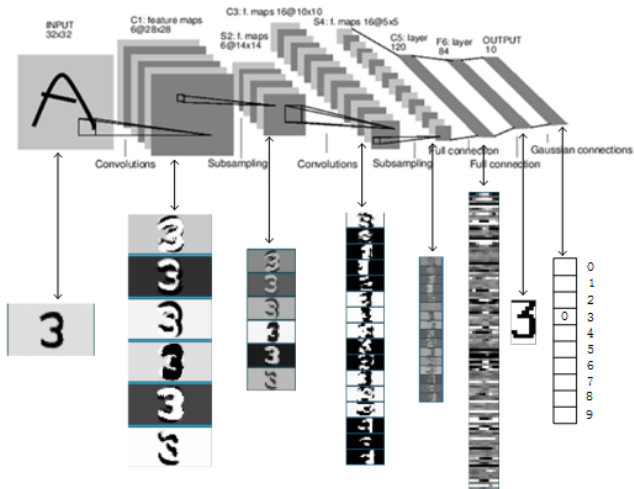 INPUT
32x32
C1: feature maps
6@28x28
S2: f. maps
6@14x14
C3: f. maps 16@10x10
S4: f. maps 16@5x5
C5: layer
120
F6: layer
84
OUTPUT
10
A
Convolutions
Subsampling
Convolutions
Subsampling
Full connection
Full connection
Gaussian connections
3
3
0
1
2
0
3
4
5
6
7
8
9